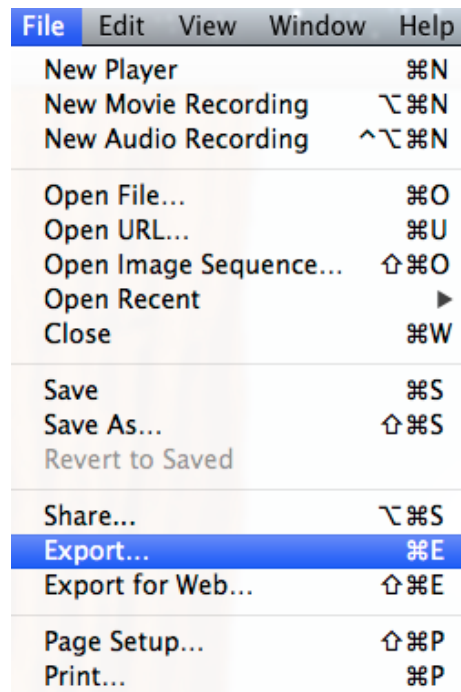 File Edit View Window Help
New Player ⌘N
New Movie Recording ⌥⌘N
New Audio Recording ^⌥⌘N
Open File... ⌘O
Open URL... ⌘U
Open Image Sequence... ⇧⌘O
Open Recent ▶
Close ⌘W
Save ⌘S
Save As... ⇧⌘S
Revert to Saved
Share... ⌥⌘S
Export... ⌘E
Export for Web... ⇧⌘E
Page Setup... ⇧⌘P
Print... ⌘P